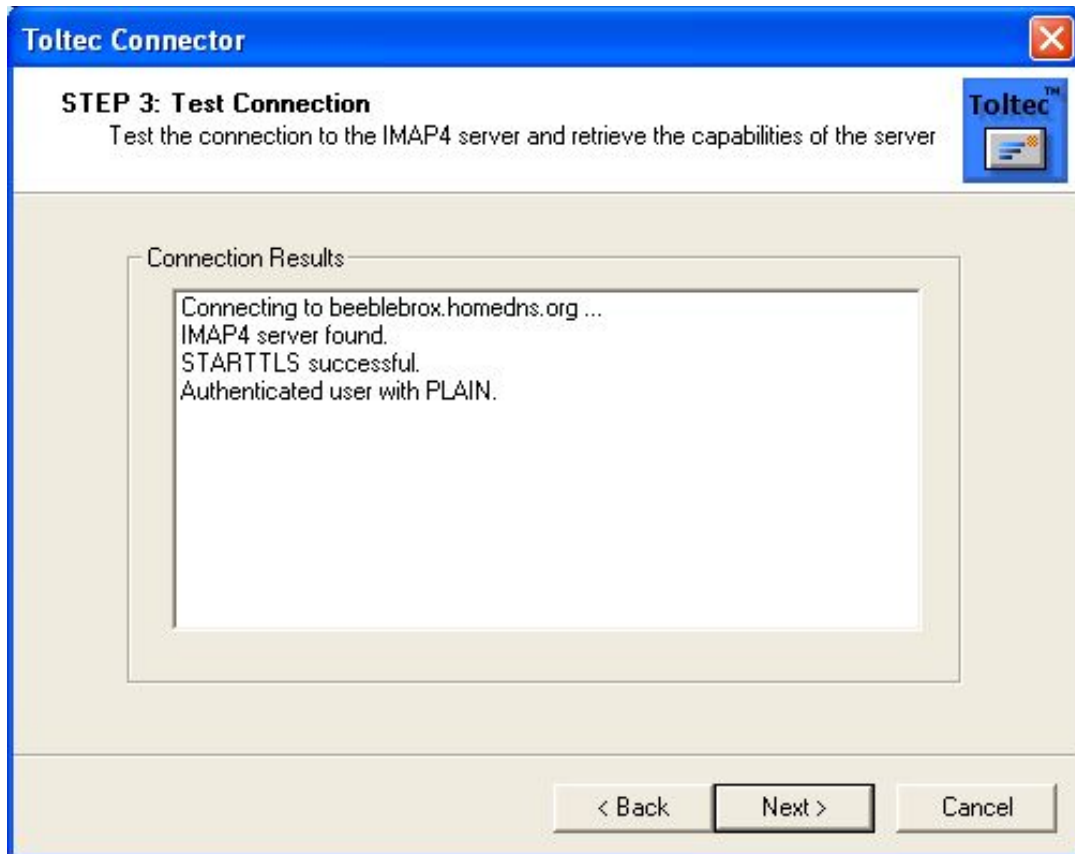 Toltec Connector
STEP 3: Test Connection
Test the connection to the IMAP4 server and retrieve the capabilities of the server
Toltec™
Connection Results
Connecting to beeblebrox.homedns.org ...
IMAP4 server found.
STARTTLS successful.
Authenticated user with PLAIN.
< Back
Next >
Cancel